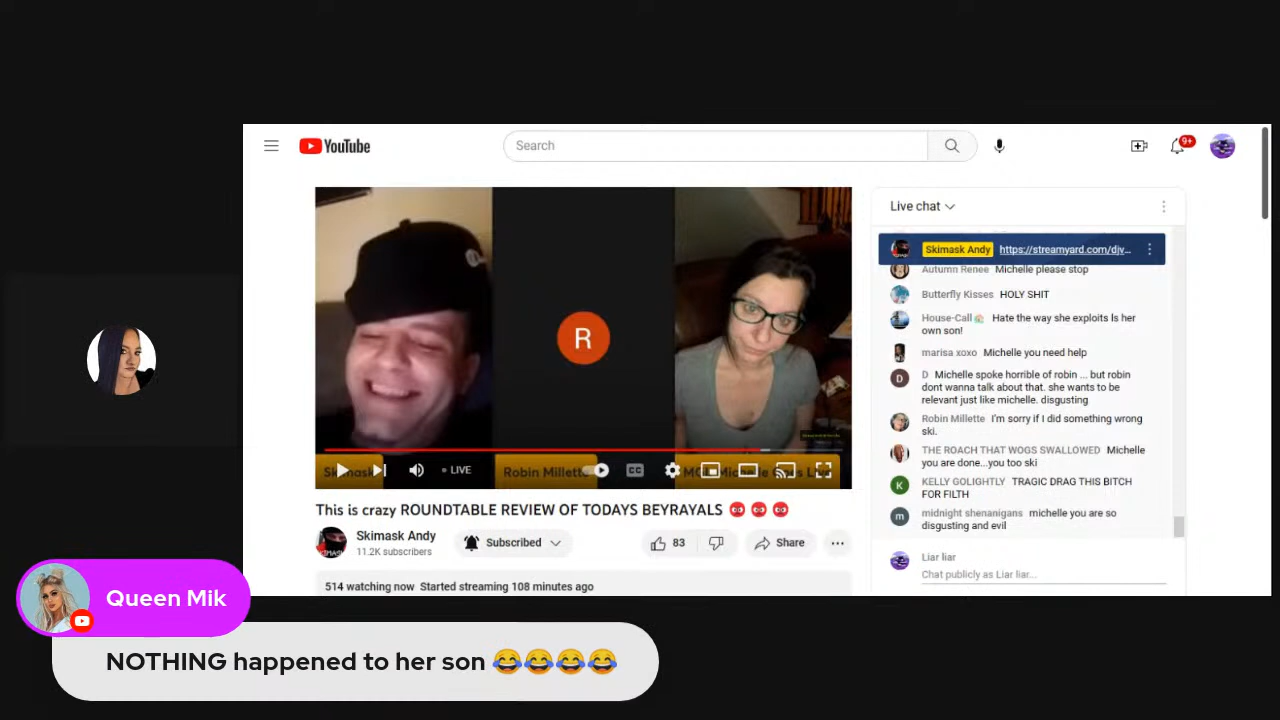 YouTube
Search
9+
R
LIVE
CC
Robin Millette
This is crazy ROUNDTABLE REVIEW OF TODAYS BEYRAYALS
Skimask Andy
11.2K subscribers
Subscribed
83
Share
514 watching now Started streaming 108 minutes ago
Live chat
Skimask Andy https://streamyard.com/djv...
Autumn Renee Michelle please stop
Butterfly Kisses HOLY SHIT
House-Call Hate the way she exploits Is her
own son!
marisa xoxo Michelle you need help
D D Michelle spoke horrible of robin ... but robin
dont wanna talk about that. she wants to be
relevant just like michelle. disgusting
Robin Millette I'm sorry if I did something wrong
ski.
THE ROACH THAT WOGS SWALLOWED Michelle
you are done...you too ski
K KELLY GOLIGHTLY TRAGIC DRAG THIS BITCH
FOR FILTH
m midnight shenanigans michelle you are so
disgusting and evil
Liar liar
Chat publicly as Liar liar...
Queen Mik
NOTHING happened to her son 😂😂😂😂